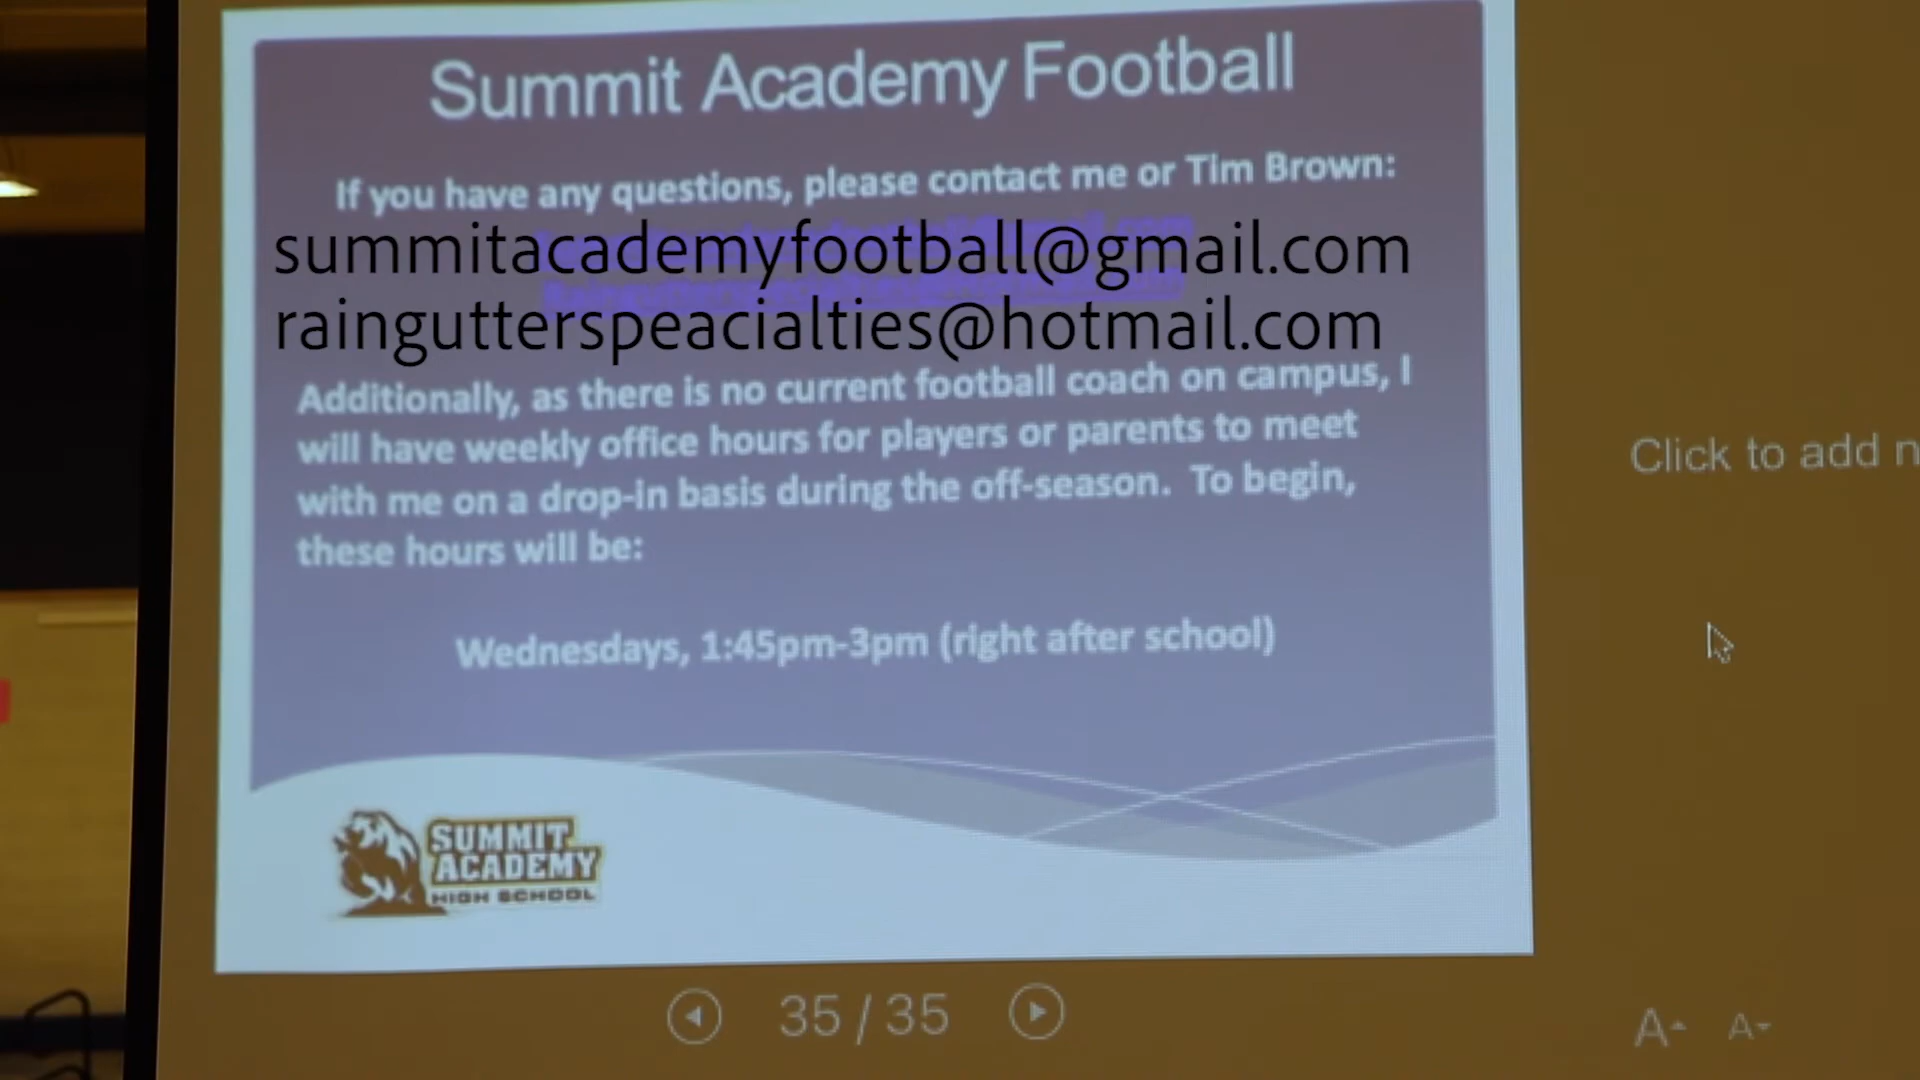 Summit Academy Football
If you have any questions, please contact me or Tim Brown:
summitacademyfootball@gmail.com
raingutterspeacialties@hotmail.com
Additionally, as there is no current football coach on campus, I
will have weekly office hours for players or parents to meet
with me on a drop-in basis during the off-season. To begin,
these hours will be:
Wednesdays, 1:45pm-3pm (right after school)
SUMMIT
ACADEMY
HIGH SCHOOL
Click to add n
35 / 35
A
A